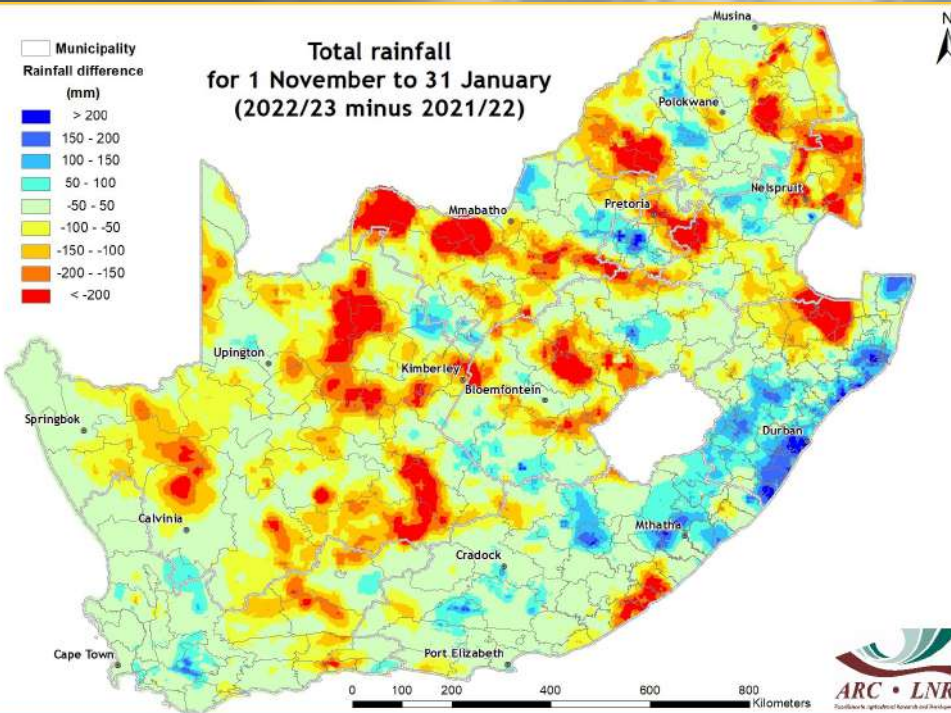 Musina
N
Municipality
Rainfall difference
(mm)
> 200
150 - 200
100 - 150
50 - 100
-50 - 50
-100 - -50
-150 - -100
-200 - -150
< -200
Total rainfall
for 1 November to 31 January
(2022/23 minus 2021/22)
Polokwane
Nelspruit
Mmabatho
Pretoria
Upington
Kimberley
Bloemfontein
Springbok
Durban
Calvinia
Mthatha
Cradock
Cape Town
Port Elizabeth
0 100 200 400 600 800
Kilometers
ARC • LNR